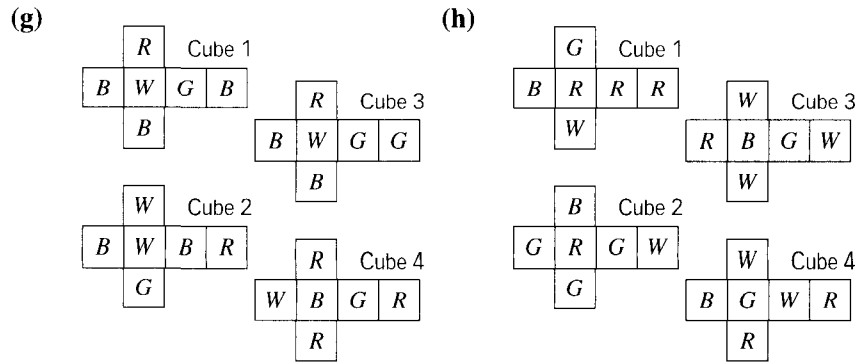 (g)
R Cube 1
B W G B
B
R Cube 3
B W G G
B
W Cube 2
B W B R
G
R Cube 4
W B G R
R
(h)
G Cube 1
B R R R
W
W Cube 3
R B G W
W
B Cube 2
G R G W
G
W Cube 4
B G W R
R